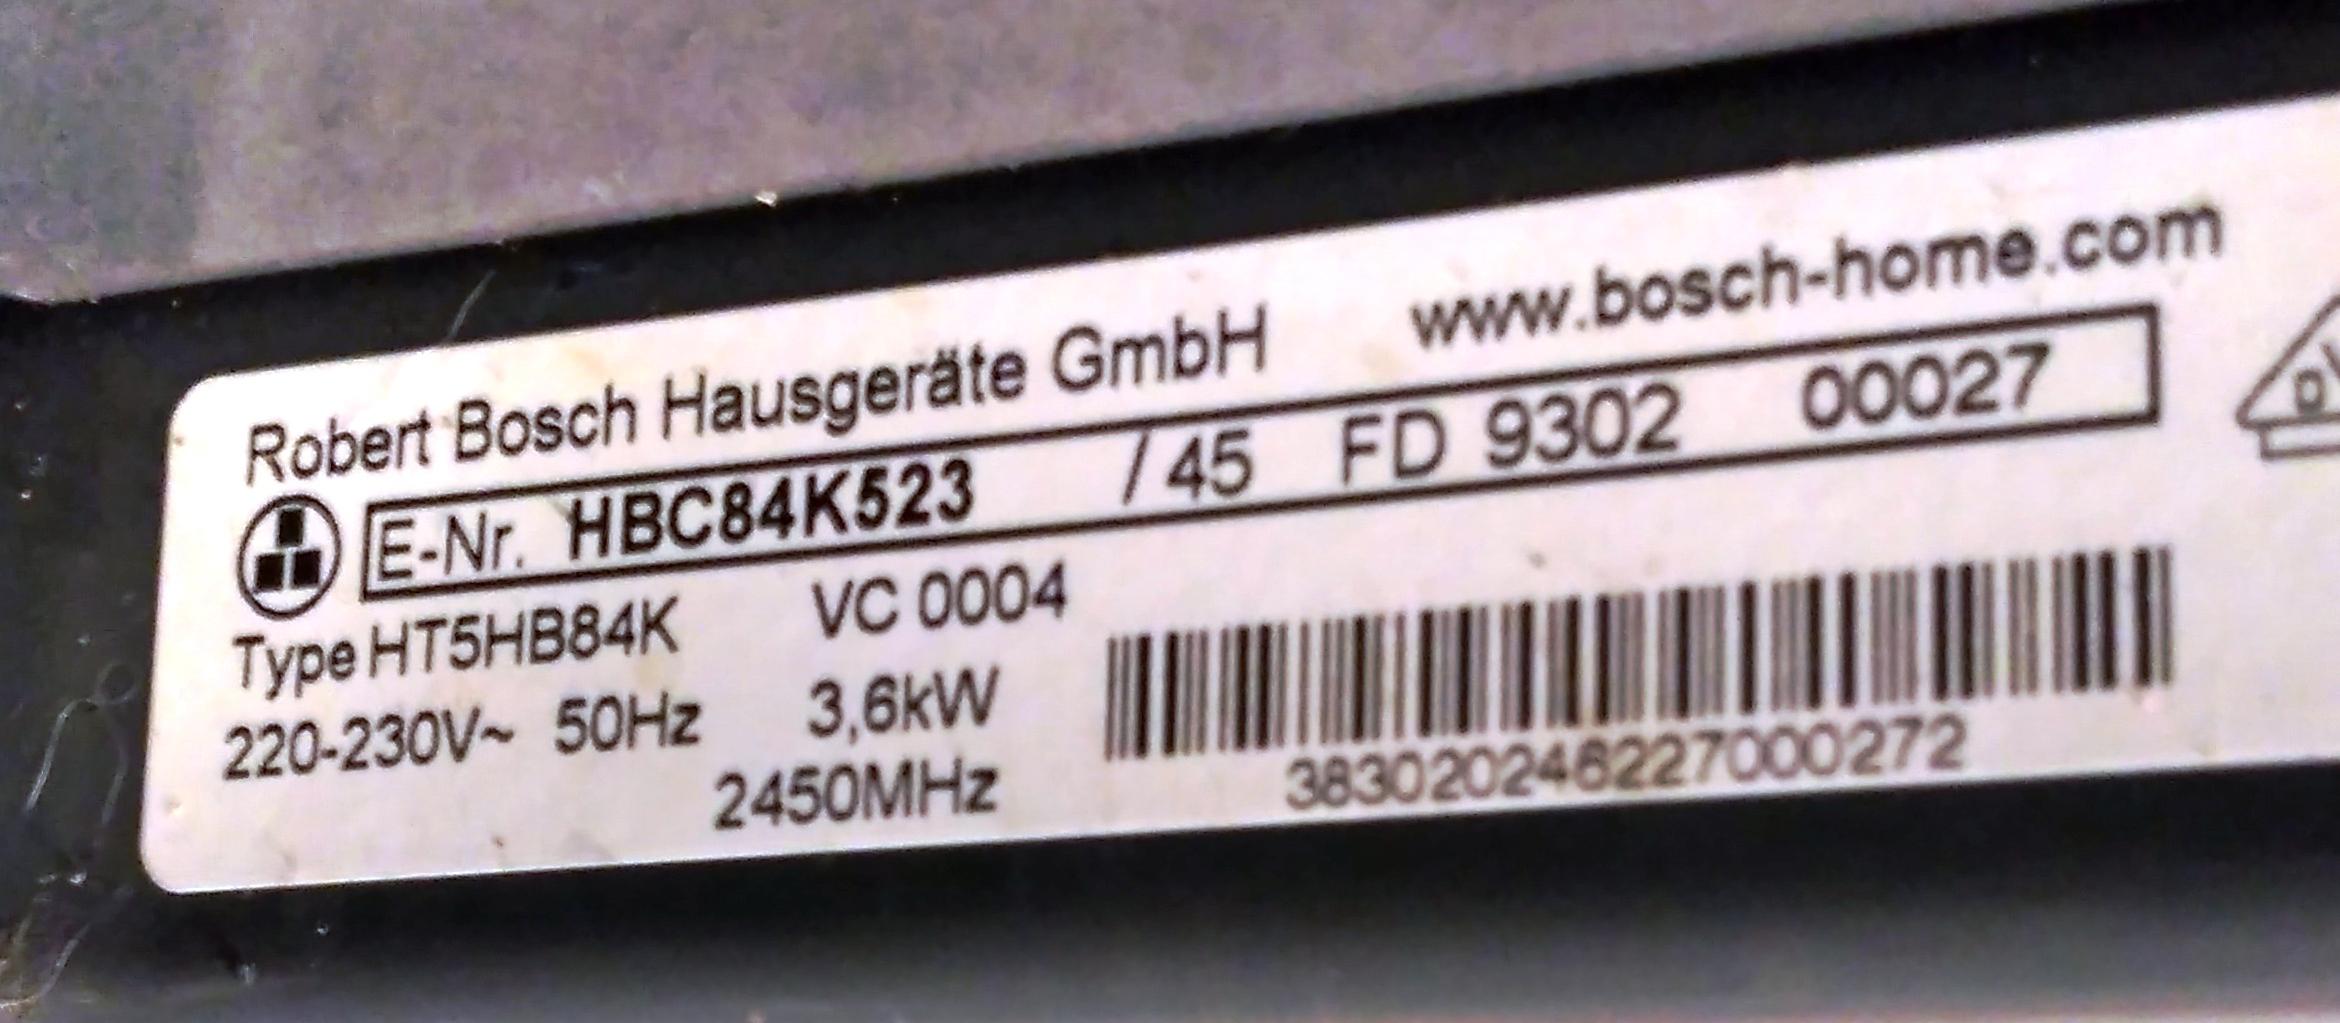 Robert Bosch Hausgeräte GmbH www.bosch-home.com
E-Nr. HBC84K523 /45 FD 9302 00027
Type HT5HB84K VC 0004
220-230V~ 50Hz 3,6kW
2450MHz
383020246227000272